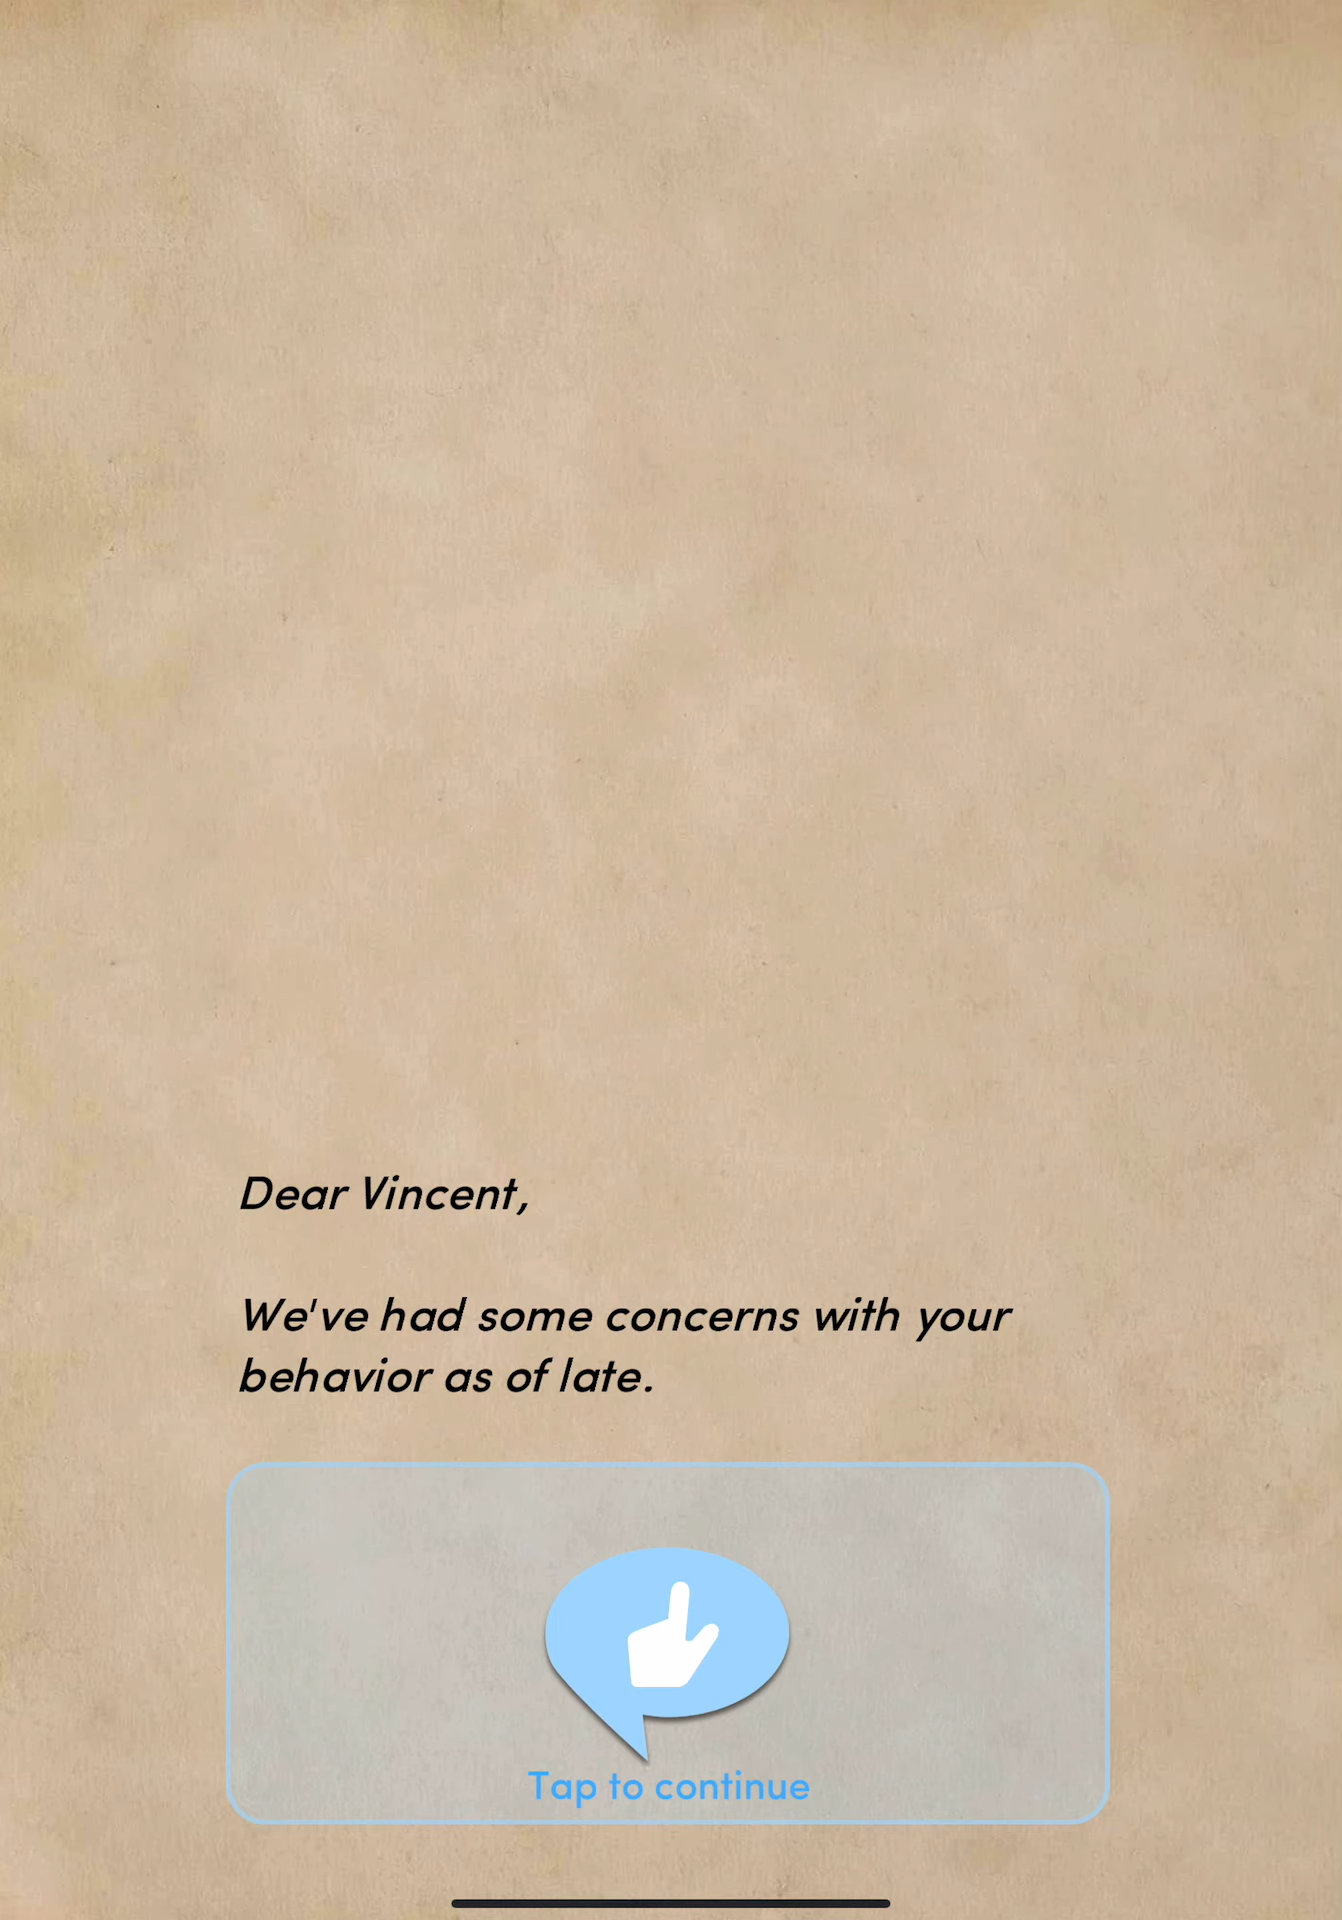 Dear Vincent,
We've had some concerns with your
behavior as of late.
Tap to continue